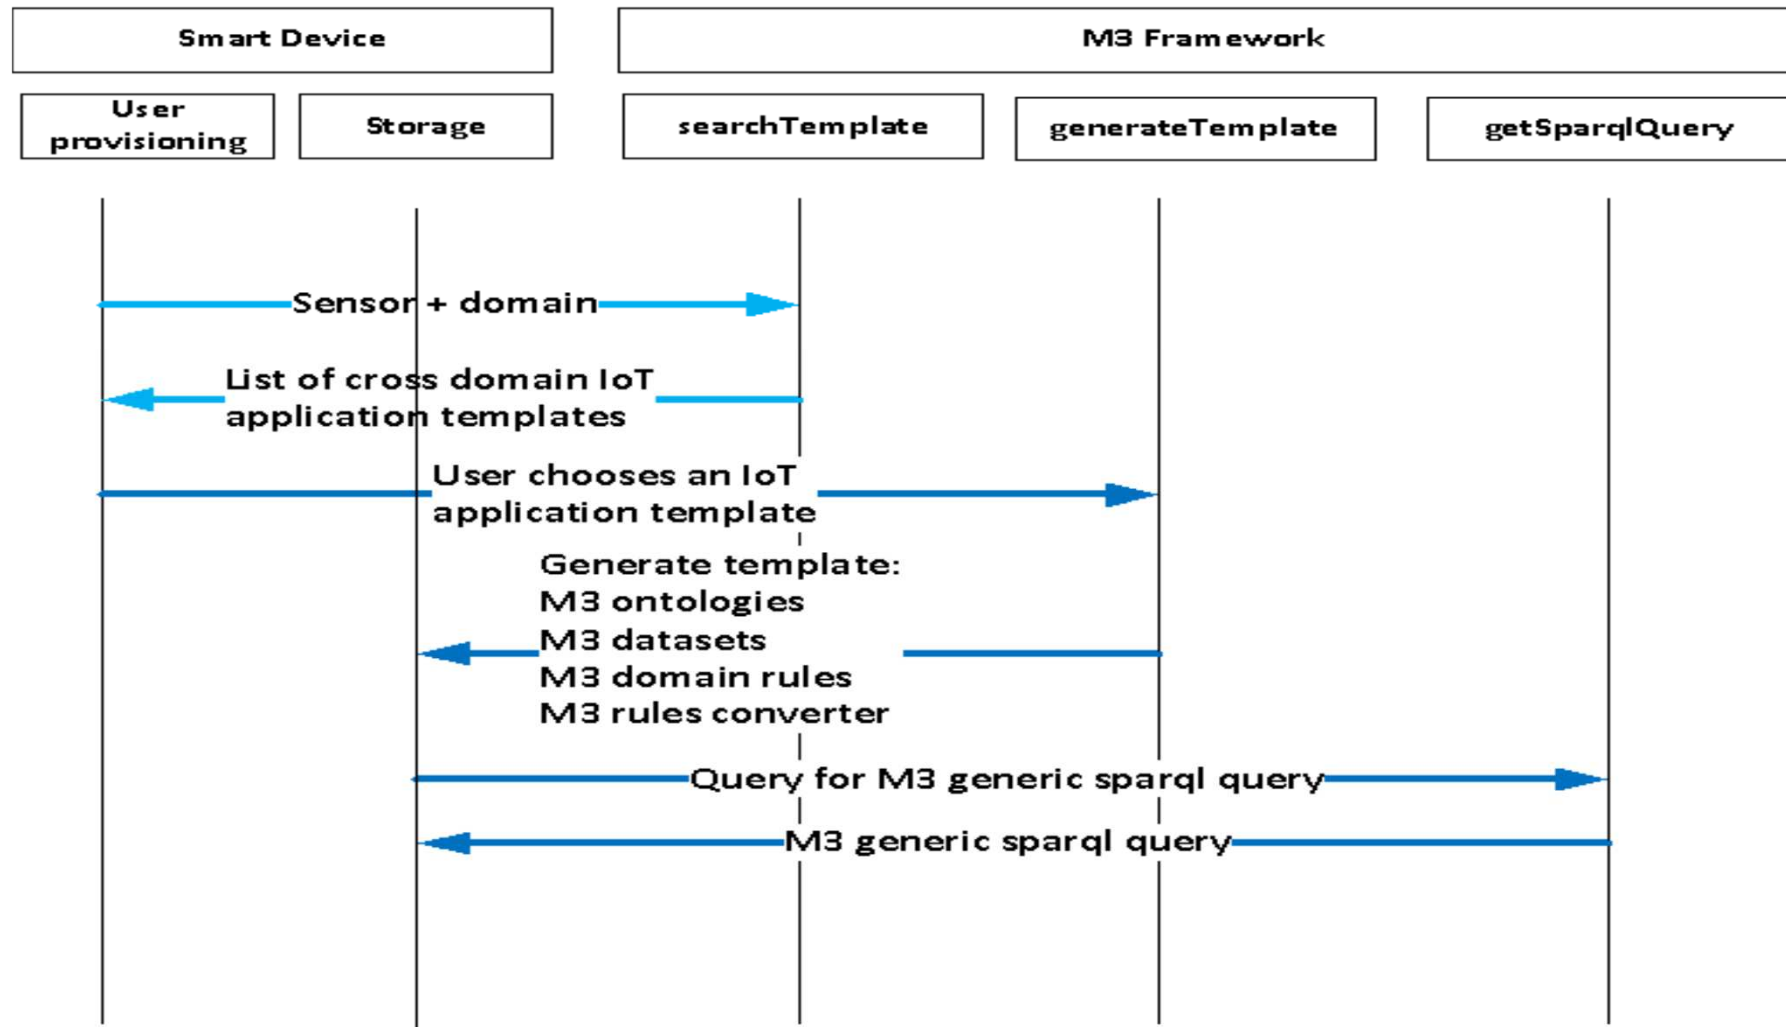 Smart Device
M3 Framework
User
provisioning
Storage
searchTemplate
generateTemplate
getSparqlQuery
Sensor + domain
List of cross domain IoT
application templates
User chooses an IoT
application template
Generate template:
M3 ontologies
M3 datasets
M3 domain rules
M3 rules converter
Query for M3 generic sparql query
M3 generic sparql query